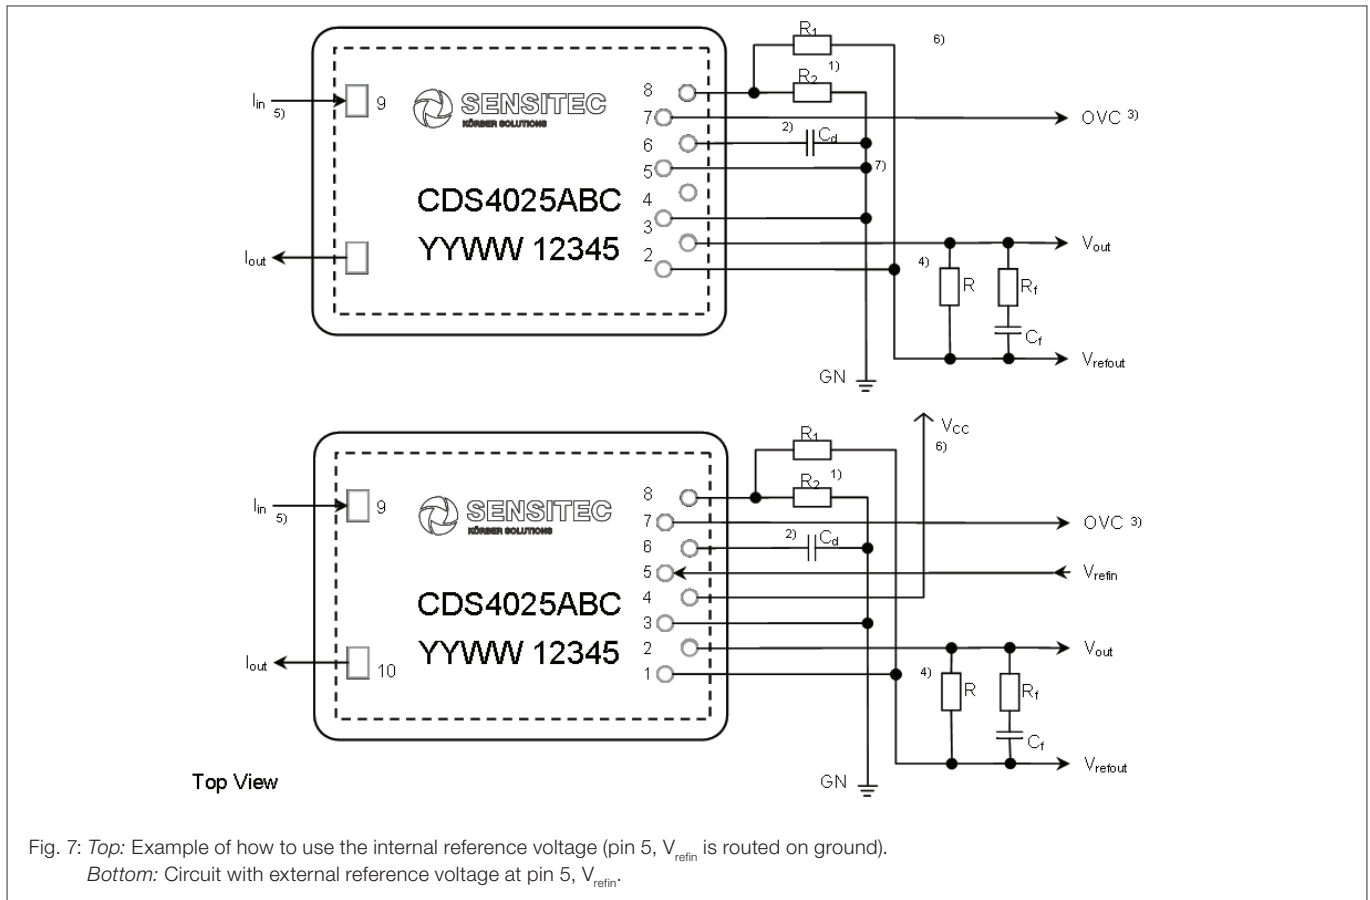 R1
6)
1)
R2
Iin 5)
9
SENSITEC
KÖRBER SOLUTIONS
8
7
OVC 3)
2)
Cd
6
5
7)
4
CDS4025ABC
3
YYWW 12345
2
Vout
Iout
4)
R
Rf
Cf
Vrefout
GN
VCC
6)
R1
R2
1)
Iin 5)
9
SENSITEC
KÖRBER SOLUTIONS
8
7
OVC 3)
2)
Cd
6
5
Vrefin
4
CDS4025ABC
3
YYWW 12345
2
Vout
Iout
10
1
4)
R
Rf
Cf
Vrefout
GN
Top View
Fig. 7: Top: Example of how to use the internal reference voltage (pin 5, Vrefin is routed on ground).
Bottom: Circuit with external reference voltage at pin 5, Vrefin.